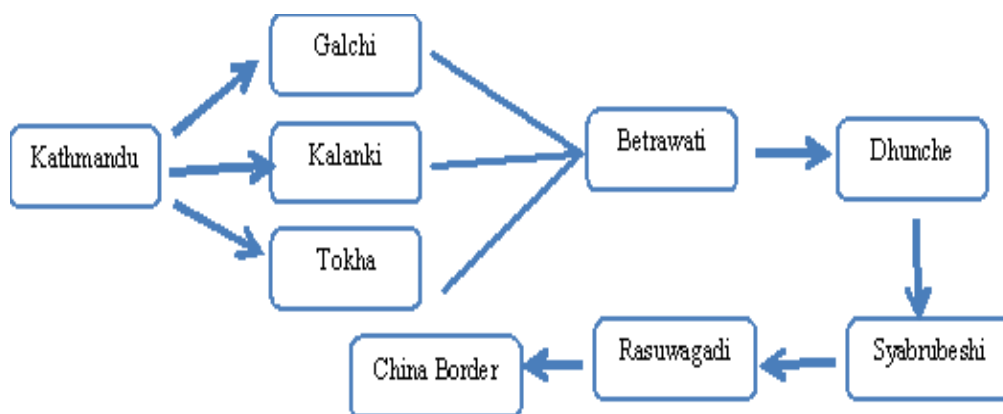 Galchi
Kathmandu
Kalanki
Tokha
Betrawati
Dhunche
Syabrubeshi
Rasuwagadi
China Border